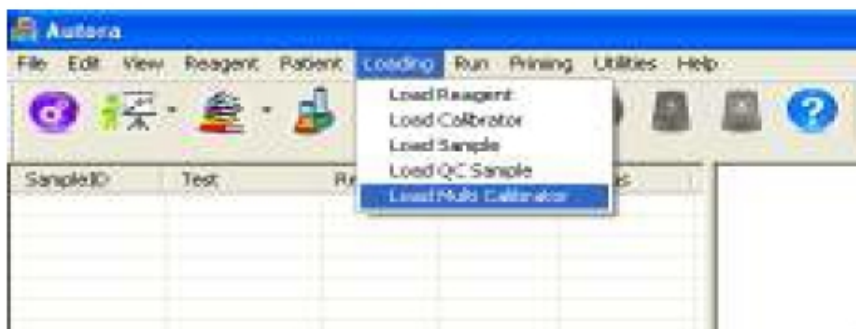 Autora
File Edit View Reagent Patient Loading Run Priming Utilities Help
Load Reagent
Load Calibrator
Load Sample
Load QC Sample
Load Multi Calibrator
SampleID Test